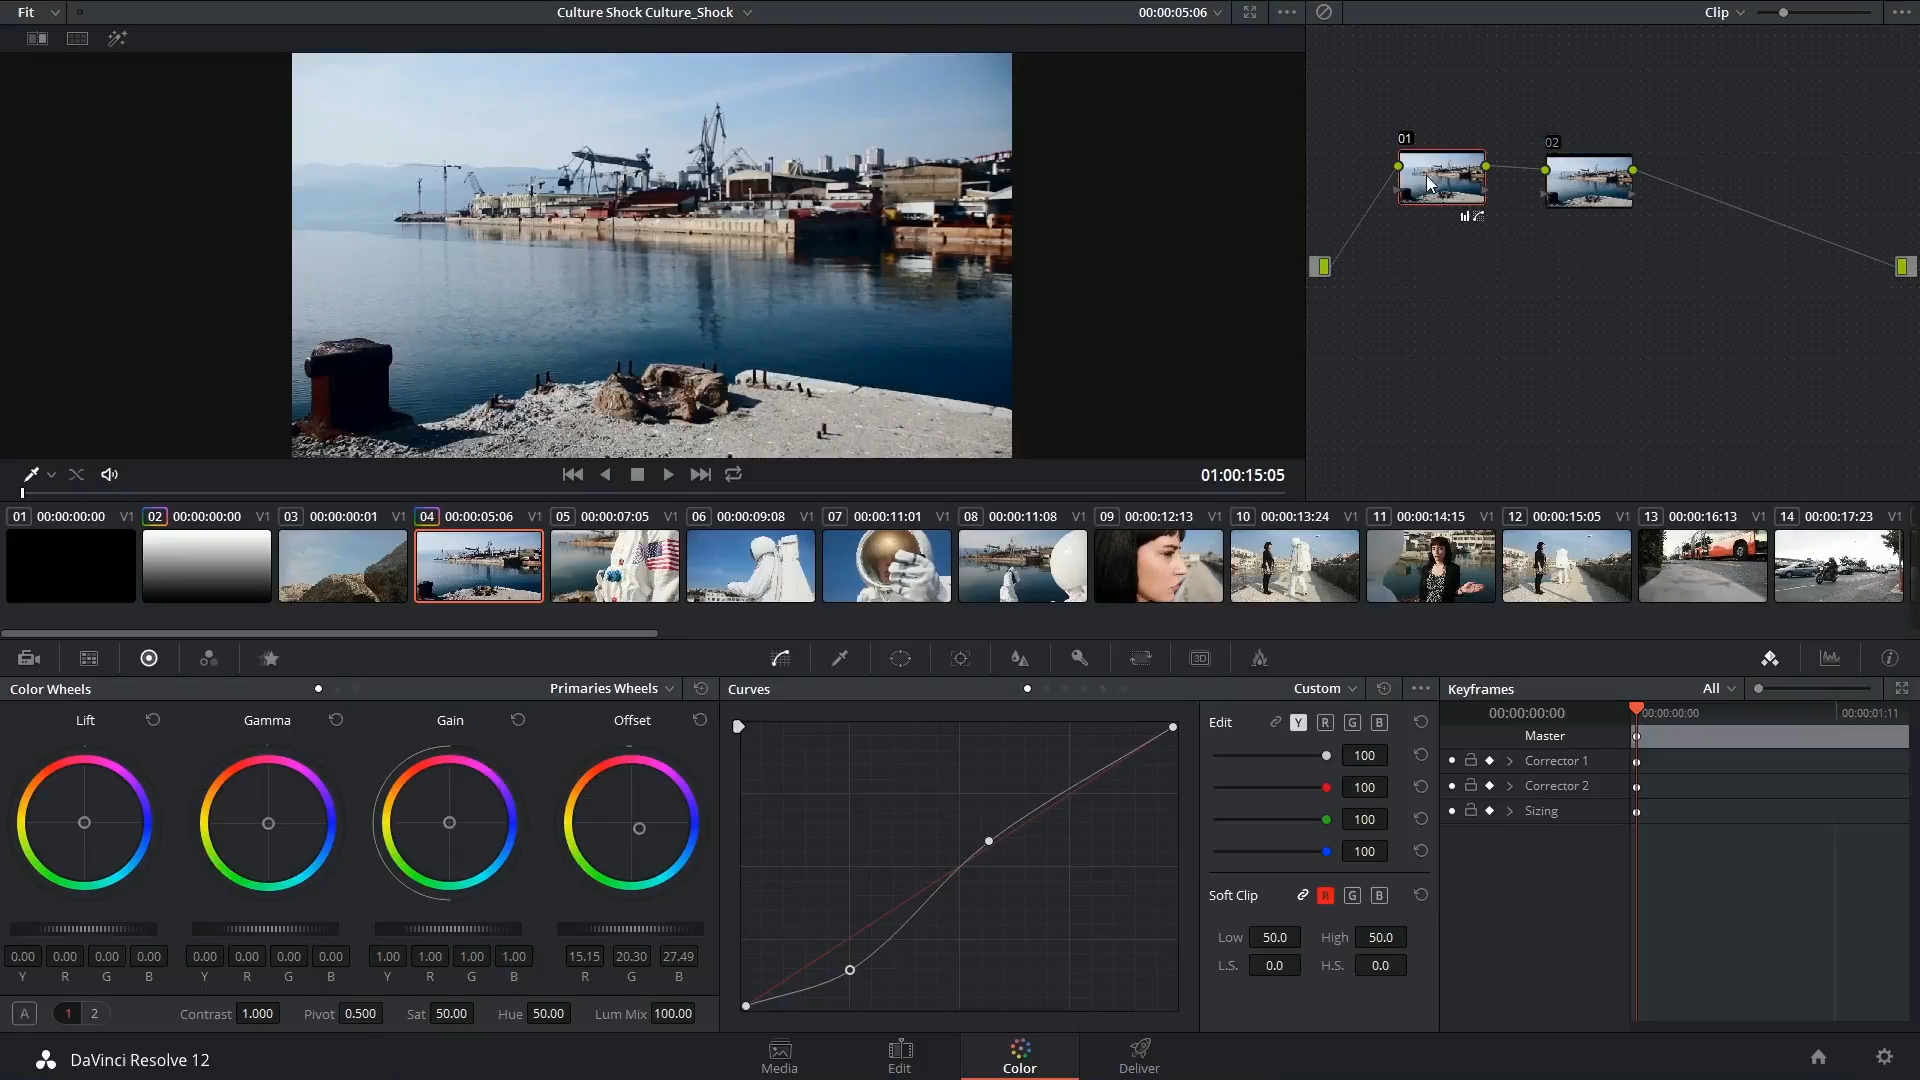 Fit
Culture Shock Culture_Shock
00:00:05:06
Clip
01
02
01:00:15:05
01 00:00:00:00 V1
02 00:00:00:00 V1
03 00:00:00:01 V1
04 00:00:05:06 V1
05 00:00:07:05 V1
06 00:00:09:08 V1
07 00:00:11:01 V1
08 00:00:11:08 V1
09 00:00:12:13 V1
10 00:00:13:24 V1
11 00:00:14:15 V1
12 00:00:15:05 V1
13 00:00:16:13 V1
14 00:00:17:23 V1
3D
Color Wheels
Primaries Wheels
Lift
Gamma
Gain
Offset
0.00 0.00 0.00 0.00
Y R G B
0.00 0.00 0.00 0.00
Y R G B
1.00 1.00 1.00 1.00
Y R G B
15.15 20.30 27.49
R G B
A
1 2
Contrast 1.000
Pivot 0.500
Sat 50.00
Hue 50.00
Lum Mix 100.00
Curves
Custom
Edit Y R G B
100
100
100
100
Soft Clip R G B
Low 50.0 High 50.0
L.S. 0.0 H.S. 0.0
Keyframes
All
00:00:00:00
00:00:00:00
00:00:01:11
Master
Corrector 1
Corrector 2
Sizing
DaVinci Resolve 12
Media
Edit
Color
Deliver